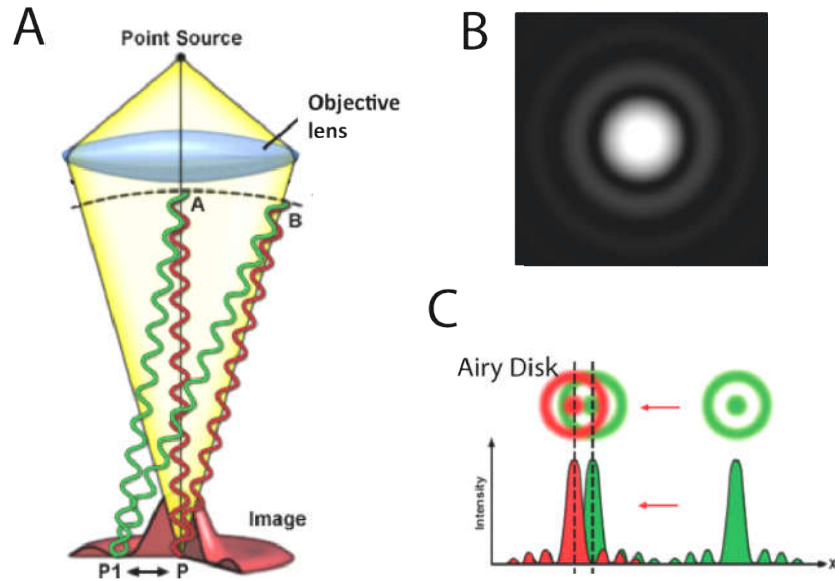 A
Point Source
Objective
lens
A
B
Image
P1
P
B
C
Airy Disk
Intensity
x